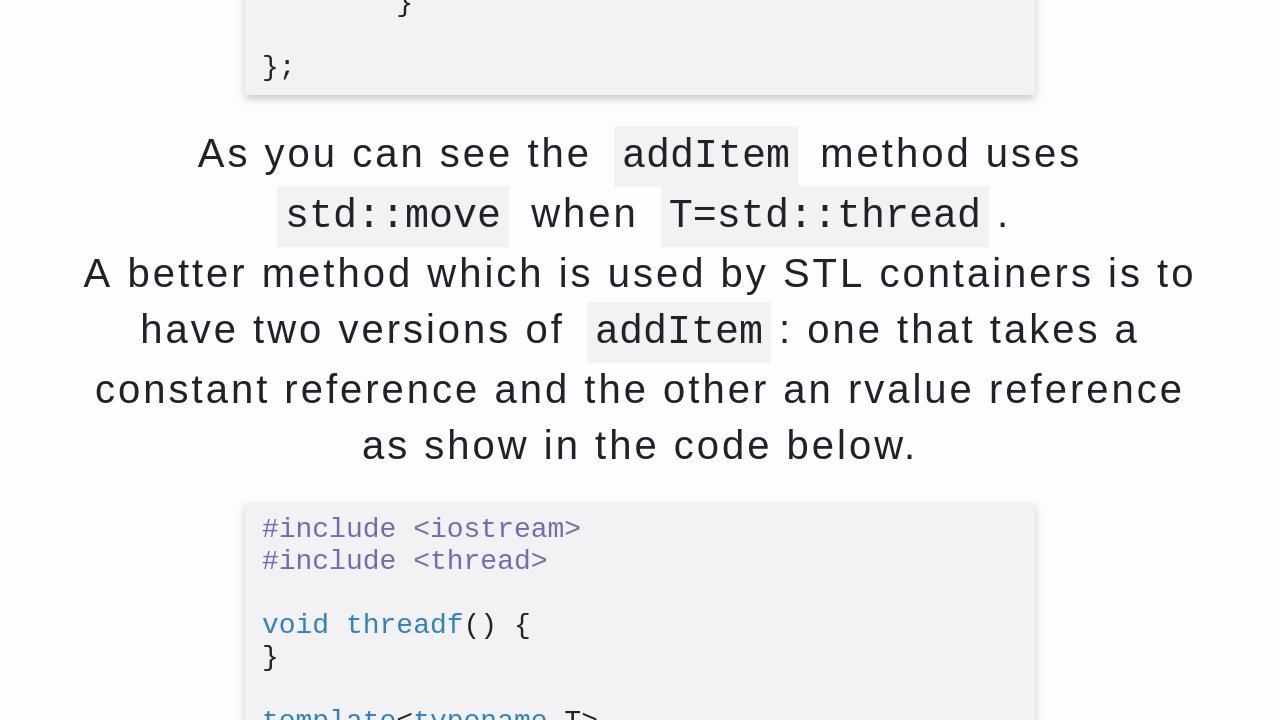 }
};
As you can see the addItem method uses
std::move when T=std::thread.
A better method which is used by STL containers is to
have two versions of addItem: one that takes a
constant reference and the other an rvalue reference
as show in the code below.
#include <iostream>
#include <thread>
void threadf() {
}
template<typename T>